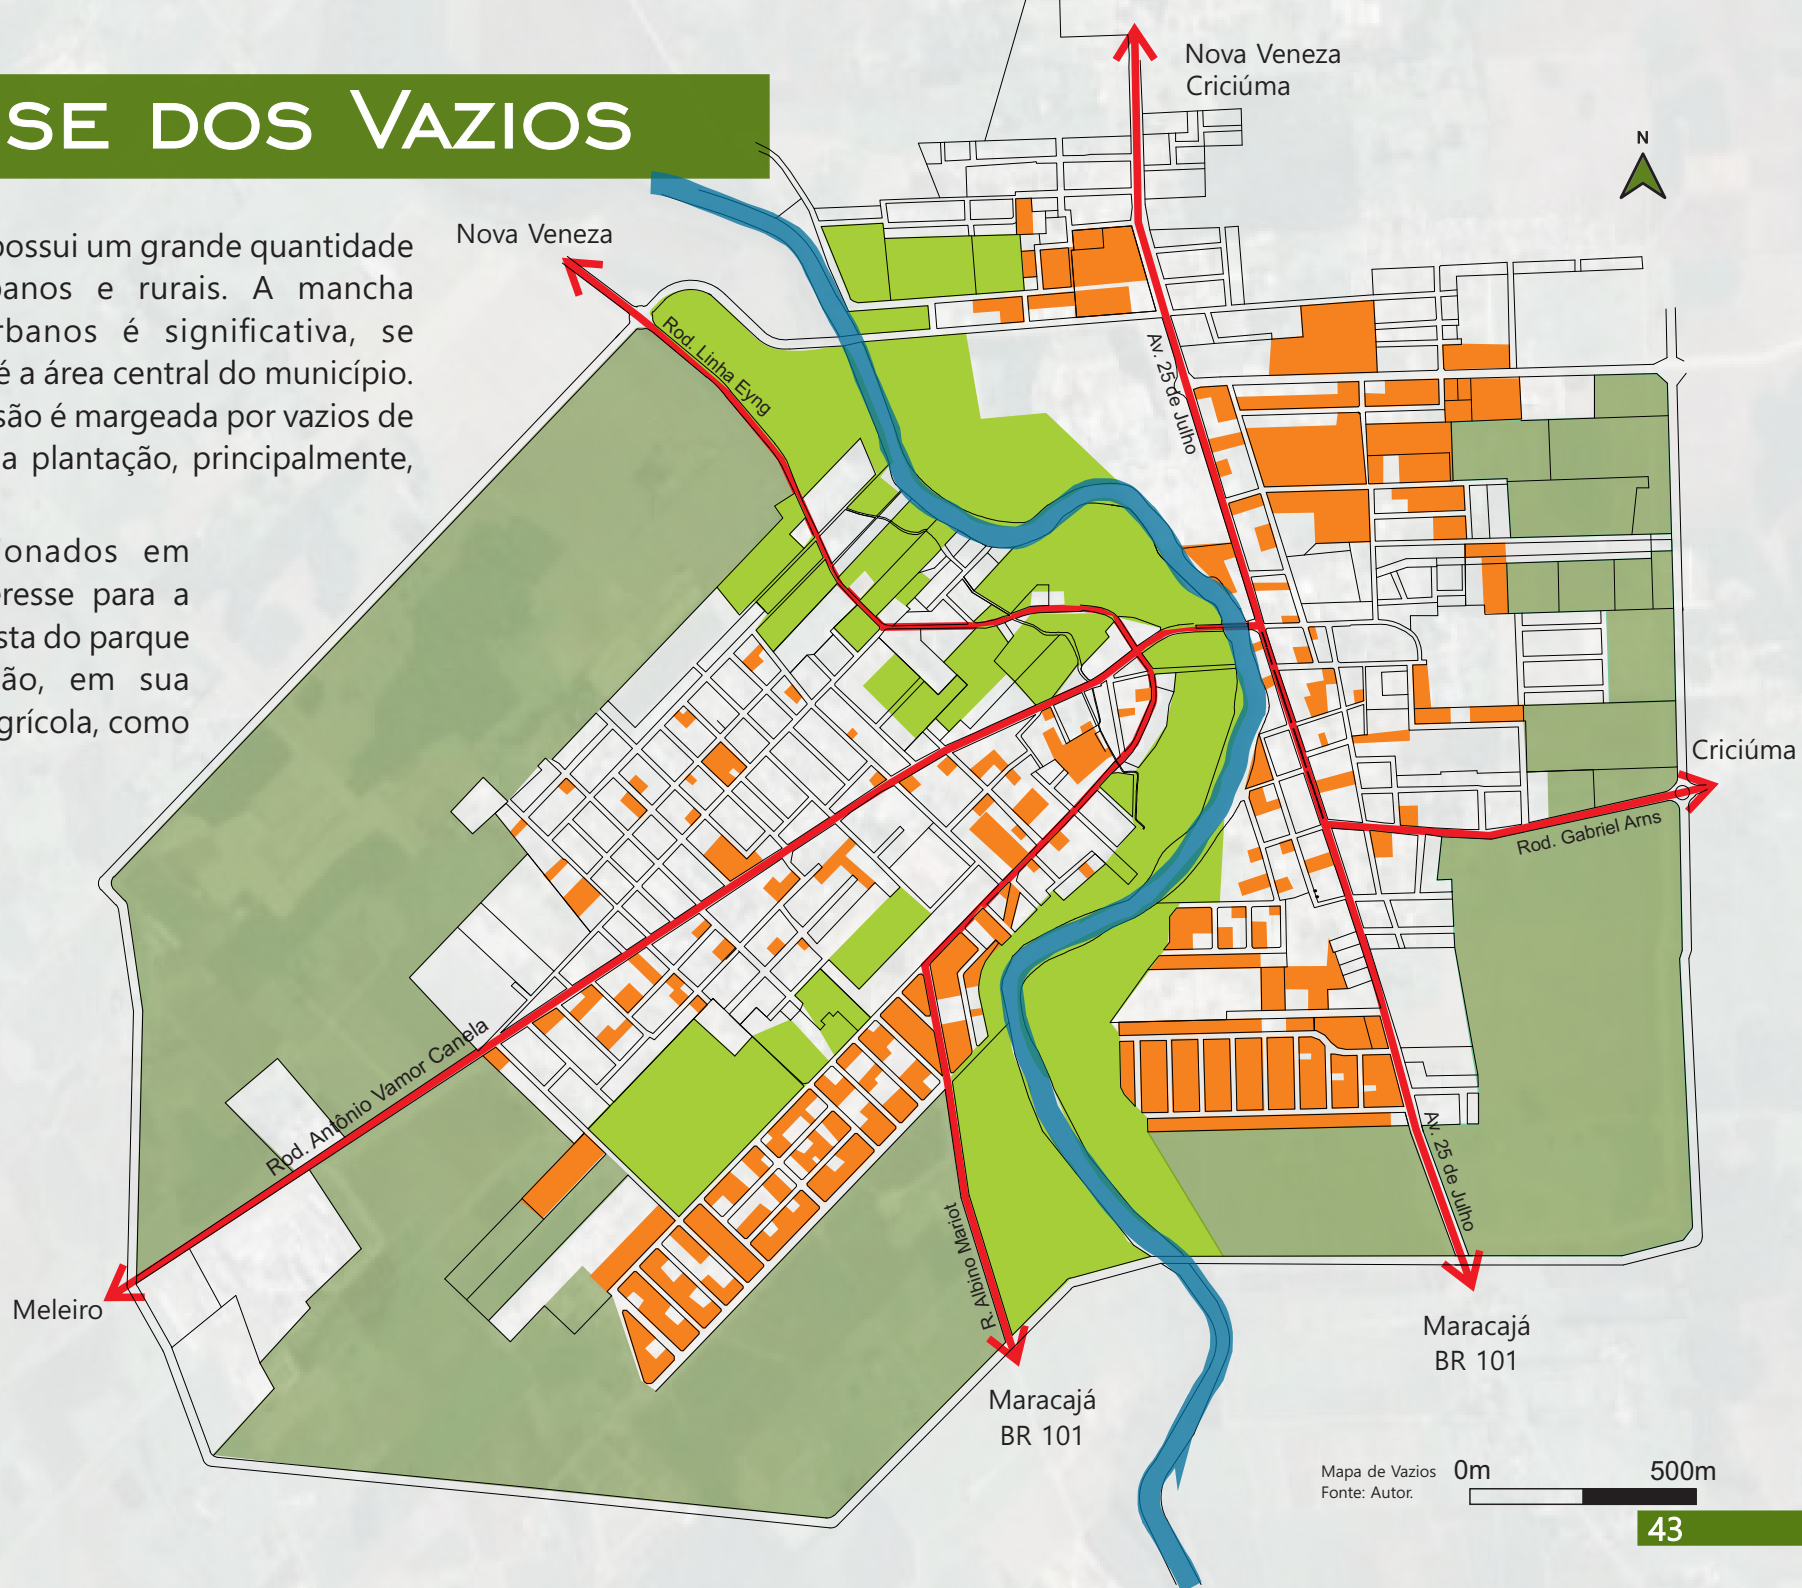 SE DOS VAZIOS
possui um grande quantidade
banos e rurais. A mancha
rbanos é significativa, se
é a área central do município.
são é margeada por vazios de
a plantação, principalmente,
ionados em
eresse para a
sta do parque
ão, em sua
grícola, como
Nova Veneza
Nova Veneza
Criciúma
N
Rod. Linha Eyng
Av. 25 de Julho
Criciúma
Rod. Gabriel Arns
Rod. Antônio Vamor Canela
Meleiro
R. Albino Mariot
Av. 25 de Julho
Maracajá
BR 101
Maracajá
BR 101
Mapa de Vazios
Fonte: Autor.
0m 500m
43